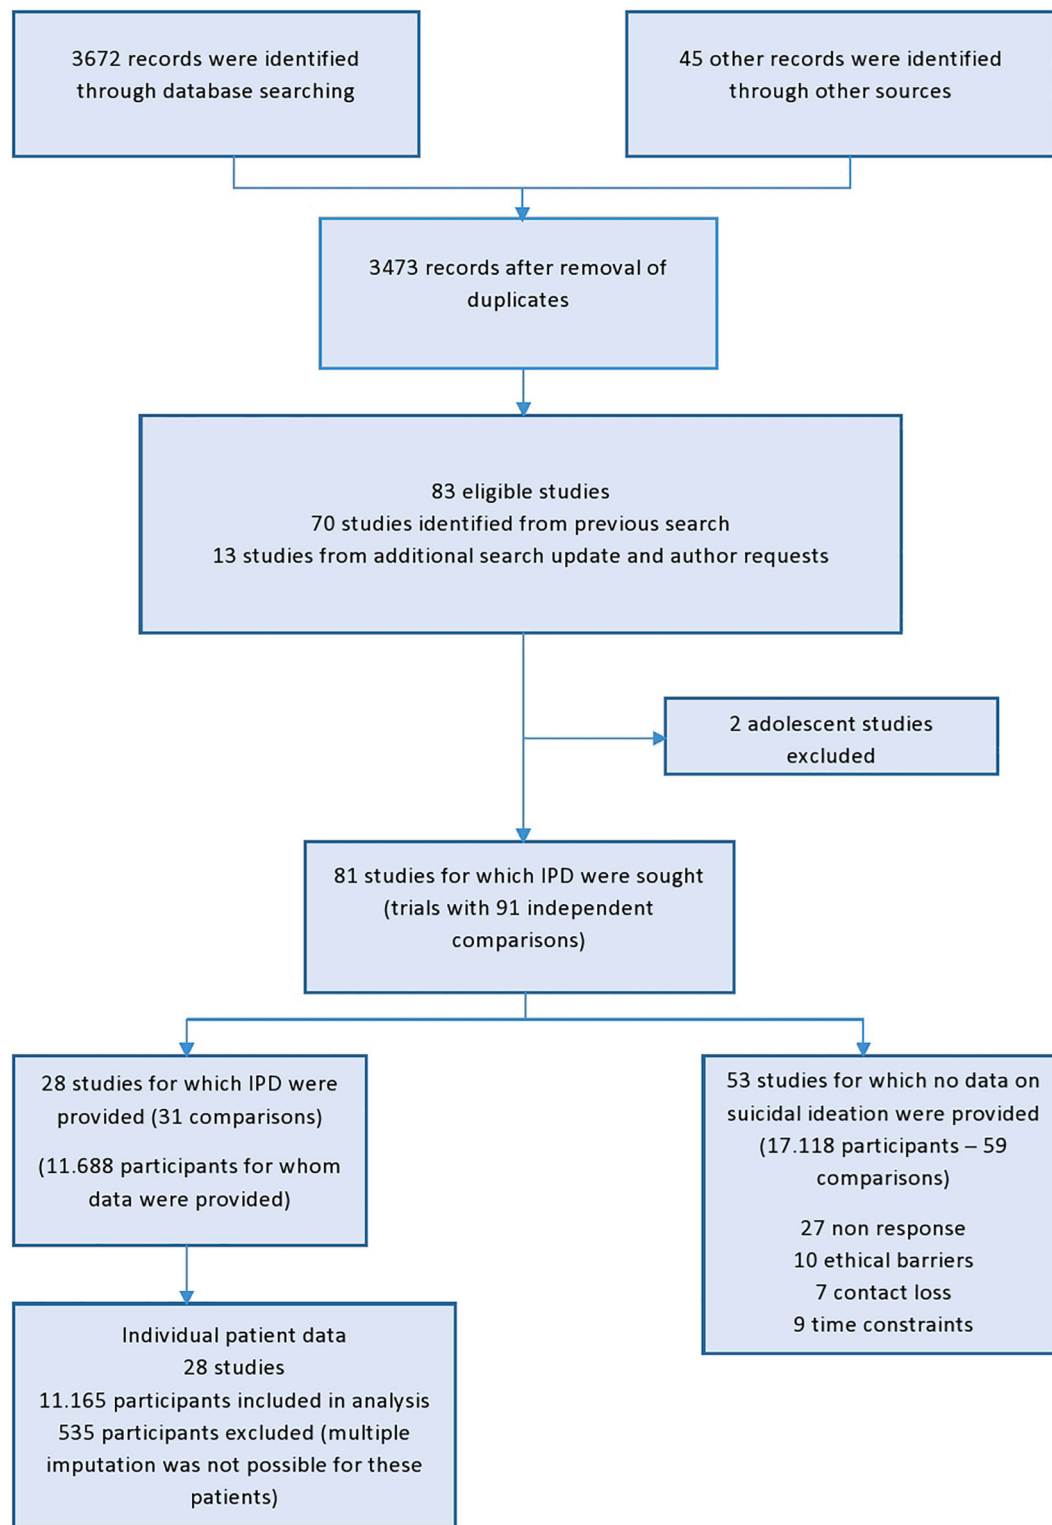 3672 records were identified
through database searching
45 other records were identified
through other sources
3473 records after removal of
duplicates
83 eligible studies
70 studies identified from previous search
13 studies from additional search update and author requests
2 adolescent studies
excluded
81 studies for which IPD were sought
(trials with 91 independent
comparisons)
28 studies for which IPD were
provided (31 comparisons)
(11.688 participants for whom
data were provided)
53 studies for which no data on
suicidal ideation were provided
(17.118 participants – 59
comparisons)
27 non response
10 ethical barriers
7 contact loss
9 time constraints
Individual patient data
28 studies
11.165 participants included in analysis
535 participants excluded (multiple
imputation was not possible for these
patients)